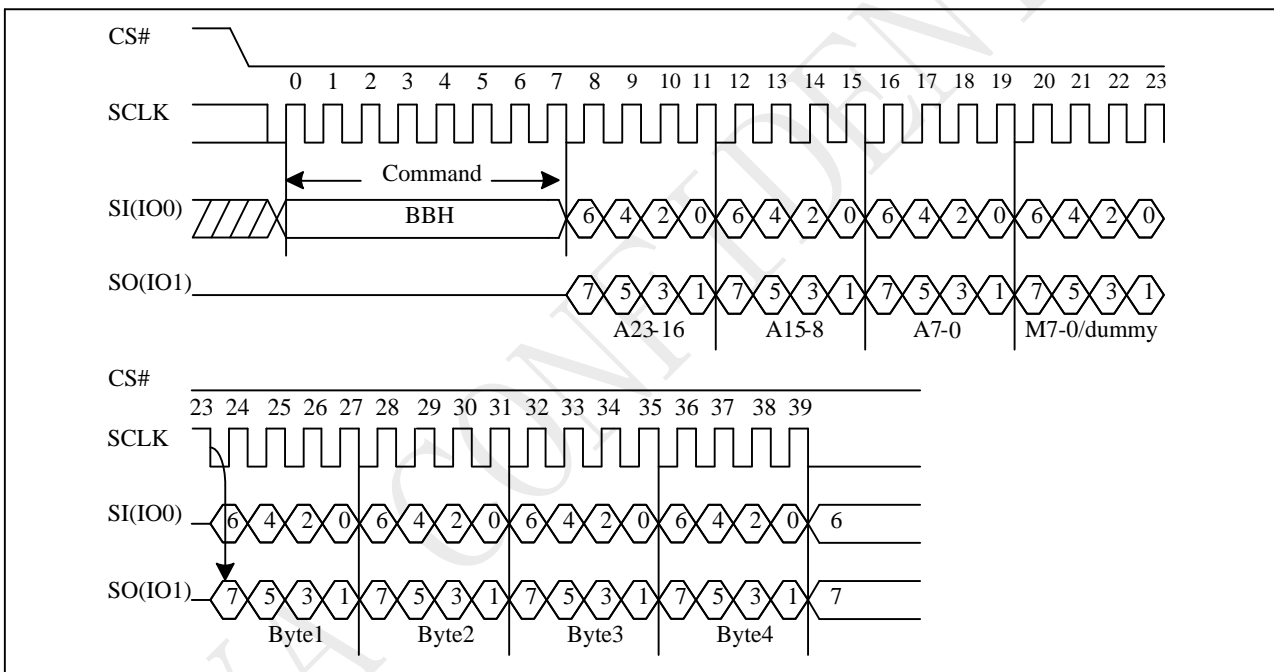 CS#
0 1 2 3 4 5 6 7 8 9 10 11 12 13 14 15 16 17 18 19 20 21 22 23
SCLK
Command
SI(IO0) BBH 6 4 2 0 6 4 2 0 6 4 2 0 6 4 2 0
SO(IO1) 7 5 3 1 7 5 3 1 7 5 3 1 7 5 3 1
A23-16 A15-8 A7-0 M7-0/dummy
CS#
23 24 25 26 27 28 29 30 31 32 33 34 35 36 37 38 39
SCLK
SI(IO0) 6 4 2 0 6 4 2 0 6 4 2 0 6 4 2 0 6
SO(IO1) 7 5 3 1 7 5 3 1 7 5 3 1 7 5 3 1 7
Byte1 Byte2 Byte3 Byte4